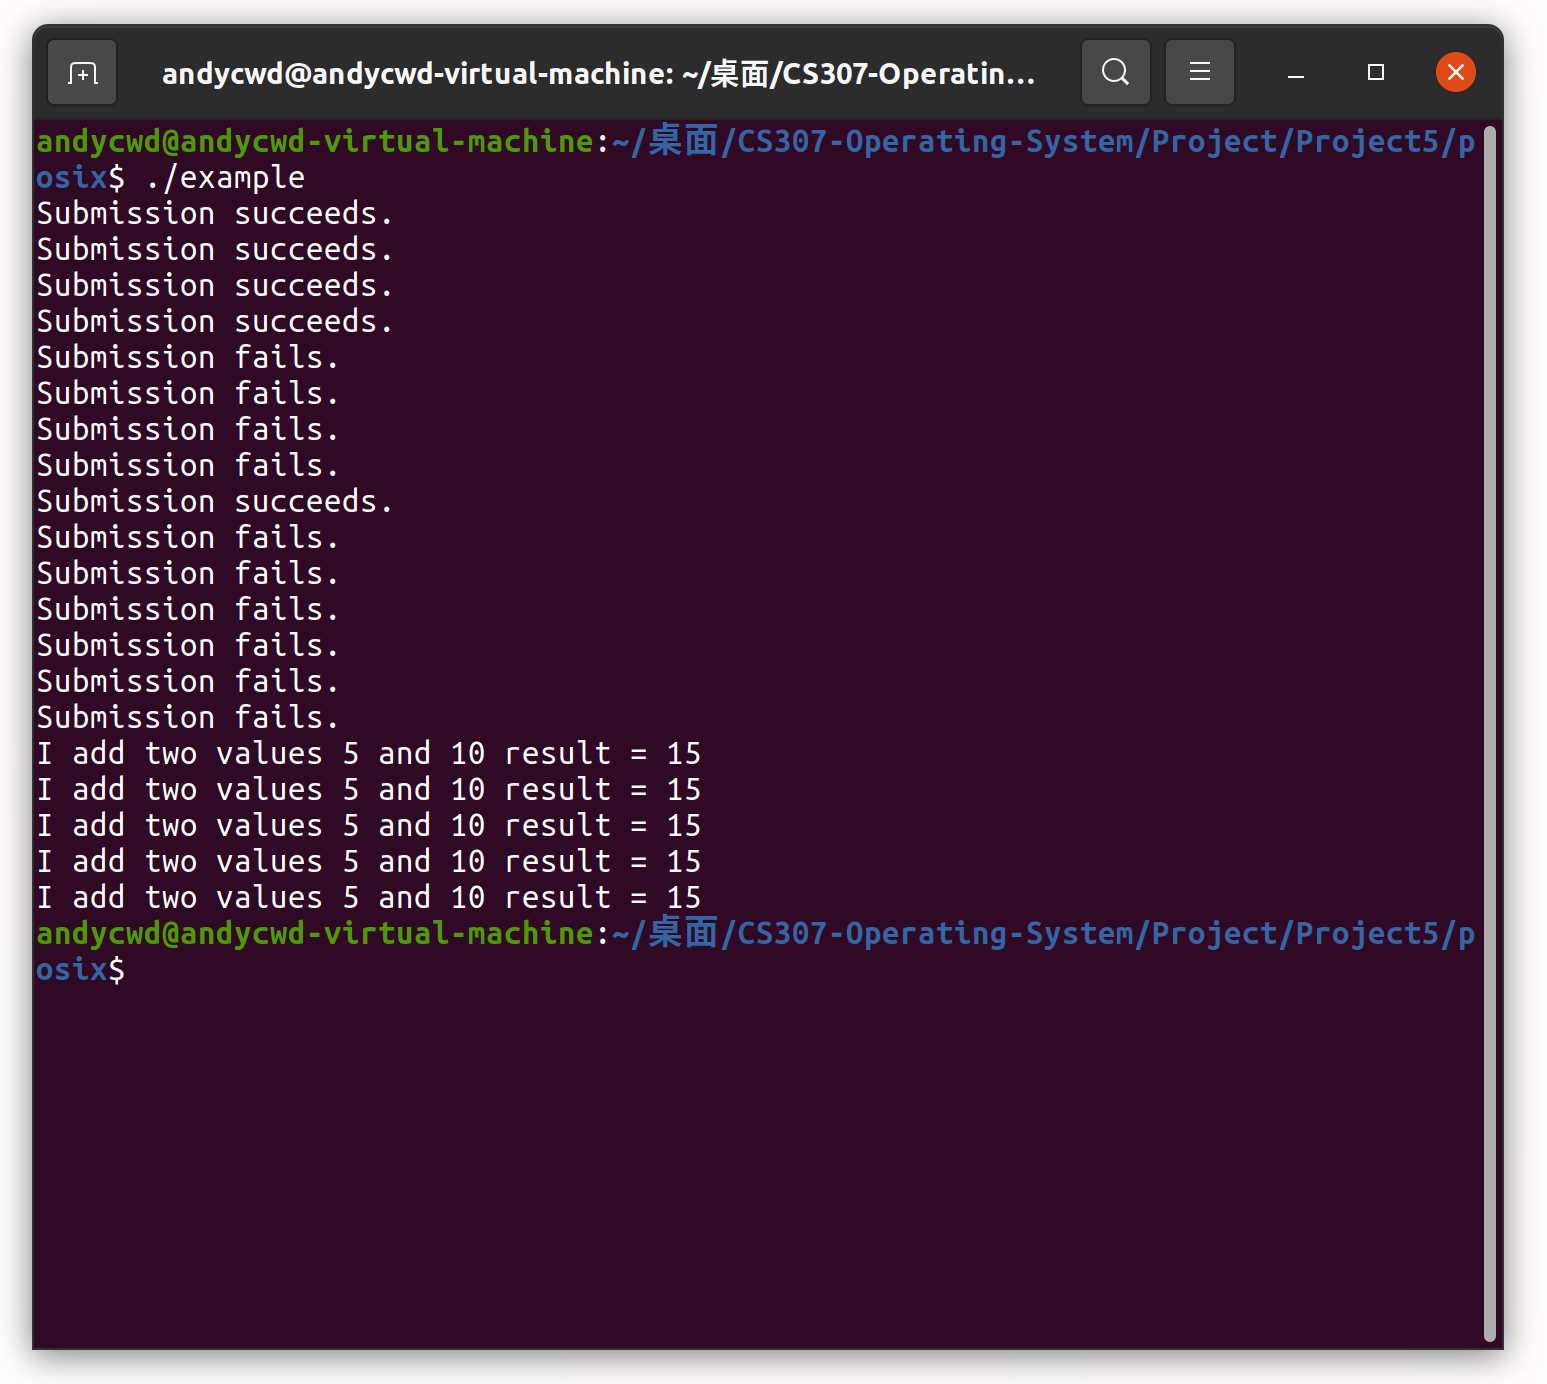 andycwd@andycwd-virtual-machine: ~/桌面/CS307-Operatin...
andycwd@andycwd-virtual-machine:~/桌面/CS307-Operating-System/Project/Project5/p
osix$ ./example
Submission succeeds.
Submission succeeds.
Submission succeeds.
Submission succeeds.
Submission fails.
Submission fails.
Submission fails.
Submission fails.
Submission succeeds.
Submission fails.
Submission fails.
Submission fails.
Submission fails.
Submission fails.
Submission fails.
I add two values 5 and 10 result = 15
I add two values 5 and 10 result = 15
I add two values 5 and 10 result = 15
I add two values 5 and 10 result = 15
I add two values 5 and 10 result = 15
andycwd@andycwd-virtual-machine:~/桌面/CS307-Operating-System/Project/Project5/p
osix$